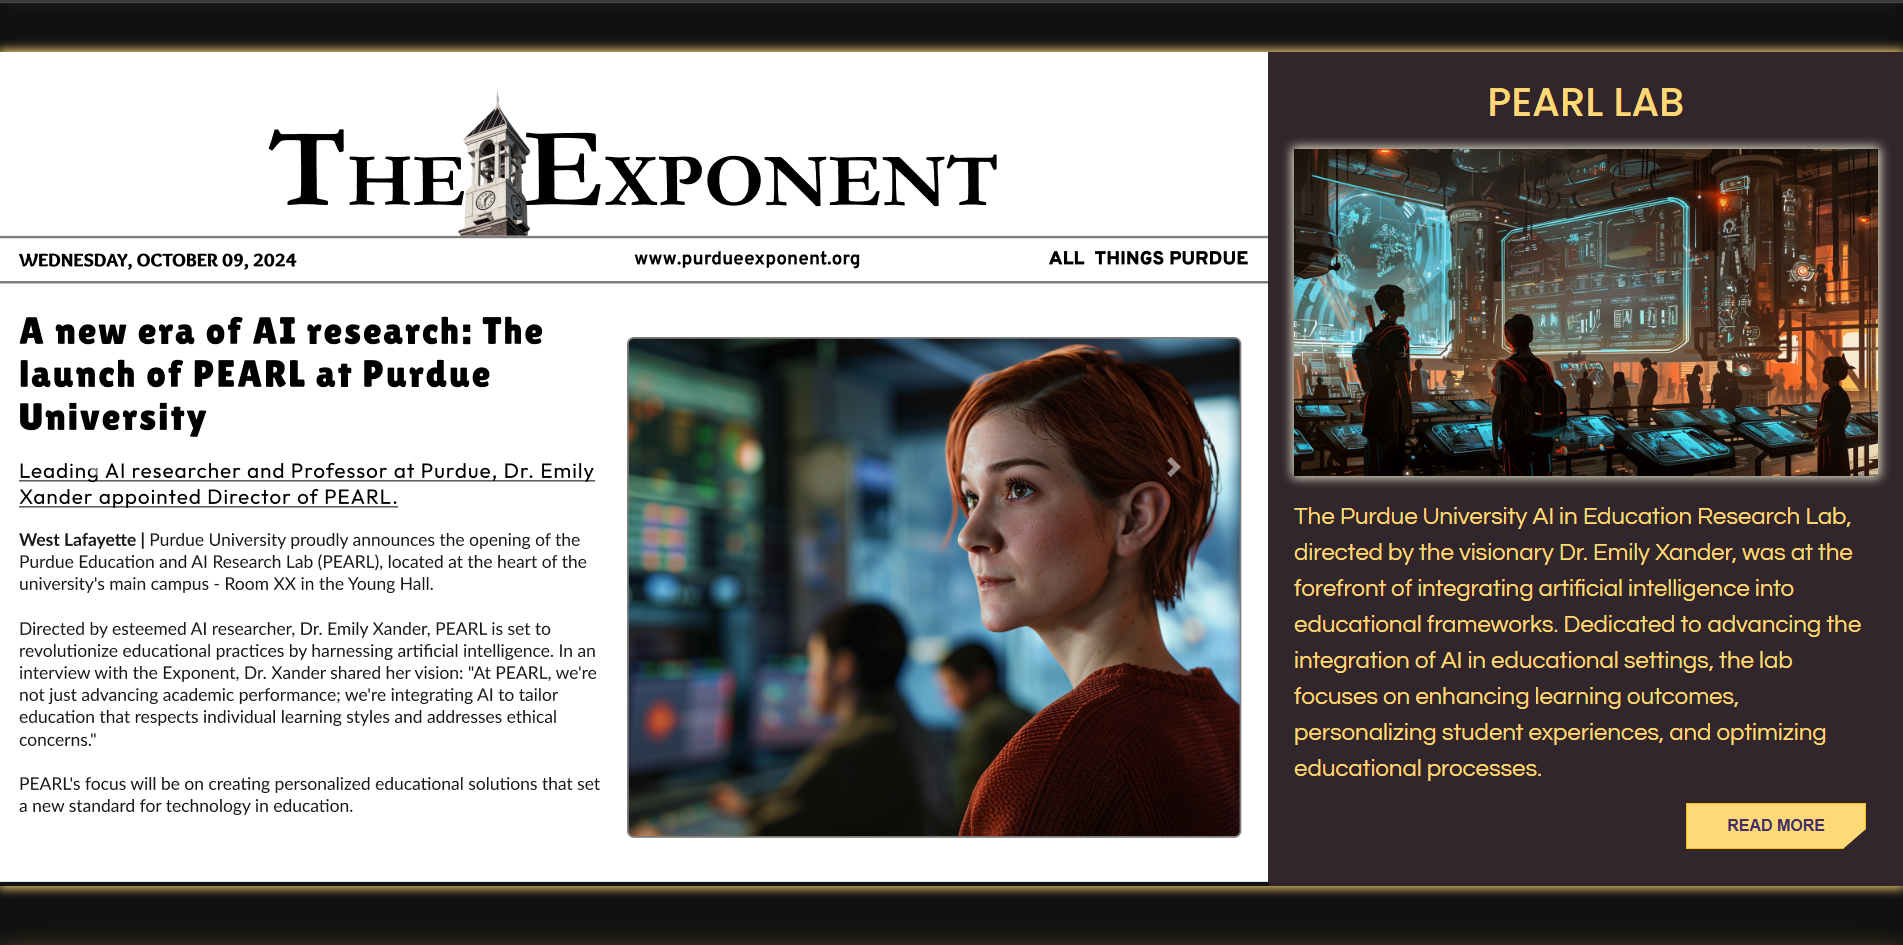 THE EXPONENT
WEDNESDAY, OCTOBER 09, 2024
www.purdueexponent.org
ALL THINGS PURDUE
A new era of AI research: The
launch of PEARL at Purdue
University
Leading AI researcher and Professor at Purdue, Dr. Emily
Xander appointed Director of PEARL.
West Lafayette | Purdue University proudly announces the opening of the
Purdue Education and AI Research Lab (PEARL), located at the heart of the
university's main campus - Room XX in the Young Hall.
Directed by esteemed AI researcher, Dr. Emily Xander, PEARL is set to
revolutionize educational practices by harnessing artificial intelligence. In an
interview with the Exponent, Dr. Xander shared her vision: "At PEARL, we're
not just advancing academic performance; we're integrating AI to tailor
education that respects individual learning styles and addresses ethical
concerns."
PEARL's focus will be on creating personalized educational solutions that set
a new standard for technology in education.
PEARL LAB
The Purdue University AI in Education Research Lab,
directed by the visionary Dr. Emily Xander, was at the
forefront of integrating artificial intelligence into
educational frameworks. Dedicated to advancing the
integration of AI in educational settings, the lab
focuses on enhancing learning outcomes,
personalizing student experiences, and optimizing
educational processes.
READ MORE